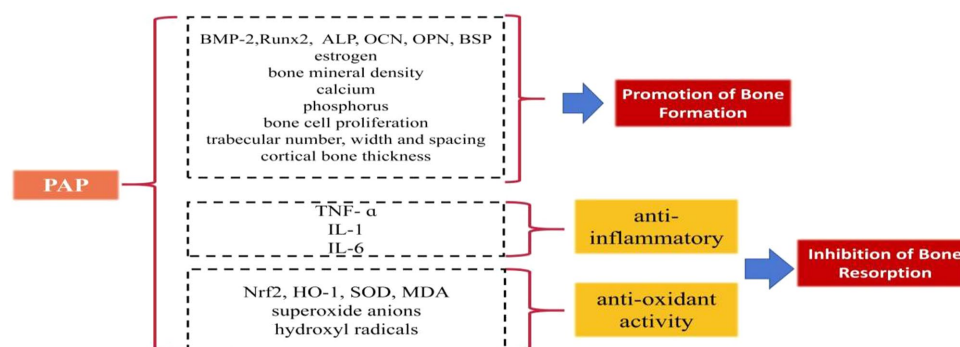 BMP-2,Runx2, ALP, OCN, OPN, BSP
estrogen
bone mineral density
calcium
phosphorus
bone cell proliferation
trabecular number, width and spacing
cortical bone thickness
Promotion of Bone
Formation
PAP
TNF- α
IL-1
IL-6
anti-
inflammatory
Inhibition of Bone
Resorption
Nrf2, HO-1, SOD, MDA
superoxide anions
hydroxyl radicals
anti-oxidant
activity